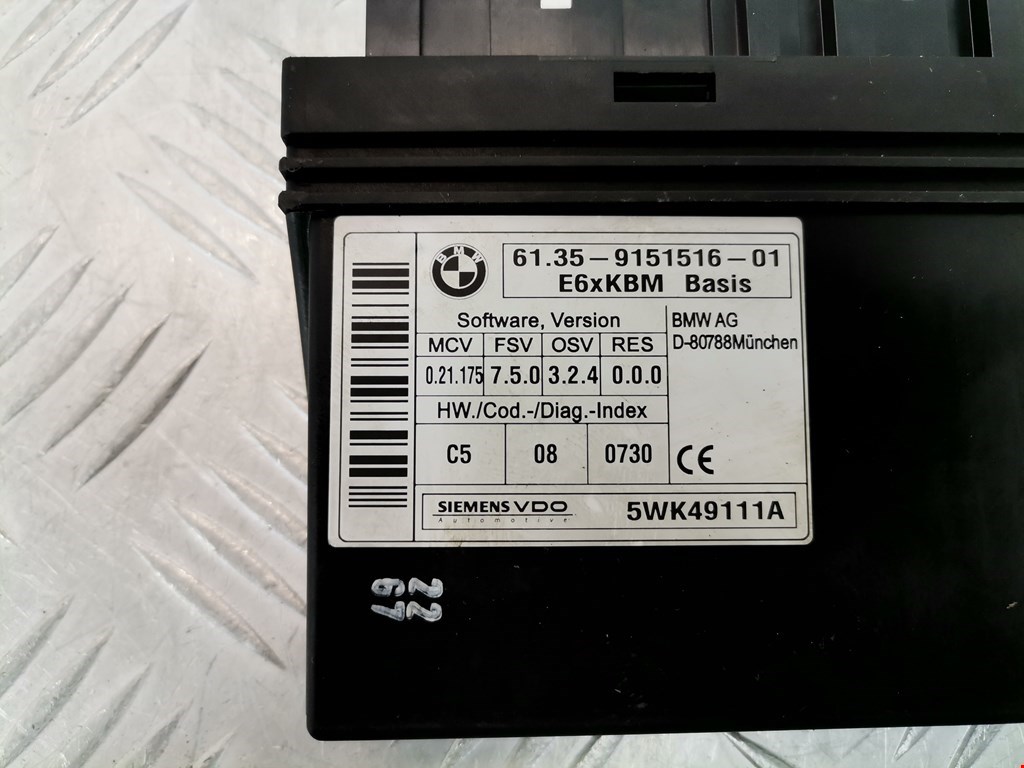 BMW
61.35-9151516-01
E6xKBM Basis
Software, Version
MCV FSV OSV RES
0.21.175 7.5.0 3.2.4 0.0.0
BMW AG
D-80788München
HW./Cod.-/Diag.-Index
C5 08 0730
CE
SIEMENS VDO
Automotive
5WK49111A
22
67